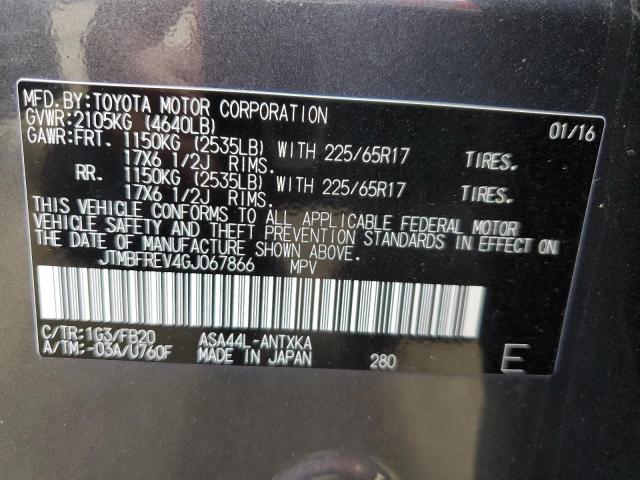 MFD.BY:TOYOTA MOTOR CORPORATION 01/16
GVWR:2105KG (4640LB)
GAWR:FRT. 1150KG (2535LB) WITH 225/65R17 TIRES.
17X6 1/2J RIMS.
RR. 1150KG (2535LB) WITH 225/65R17 TIRES.
17X6 1/2J RIMS.
THIS VEHICLE CONFORMS TO ALL APPLICABLE FEDERAL MOTOR
VEHICLE SAFETY AND THEFT PREVENTION STANDARDS IN EFFECT ON
THE DATE OF MANUFACTURE SHOWN ABOVE.
JTMBFREV4GJ067866 MPV
C/TR:1G3/FB20 ASA44L-ANTXKA
A/TM:-03A/U760F MADE IN JAPAN 280 E